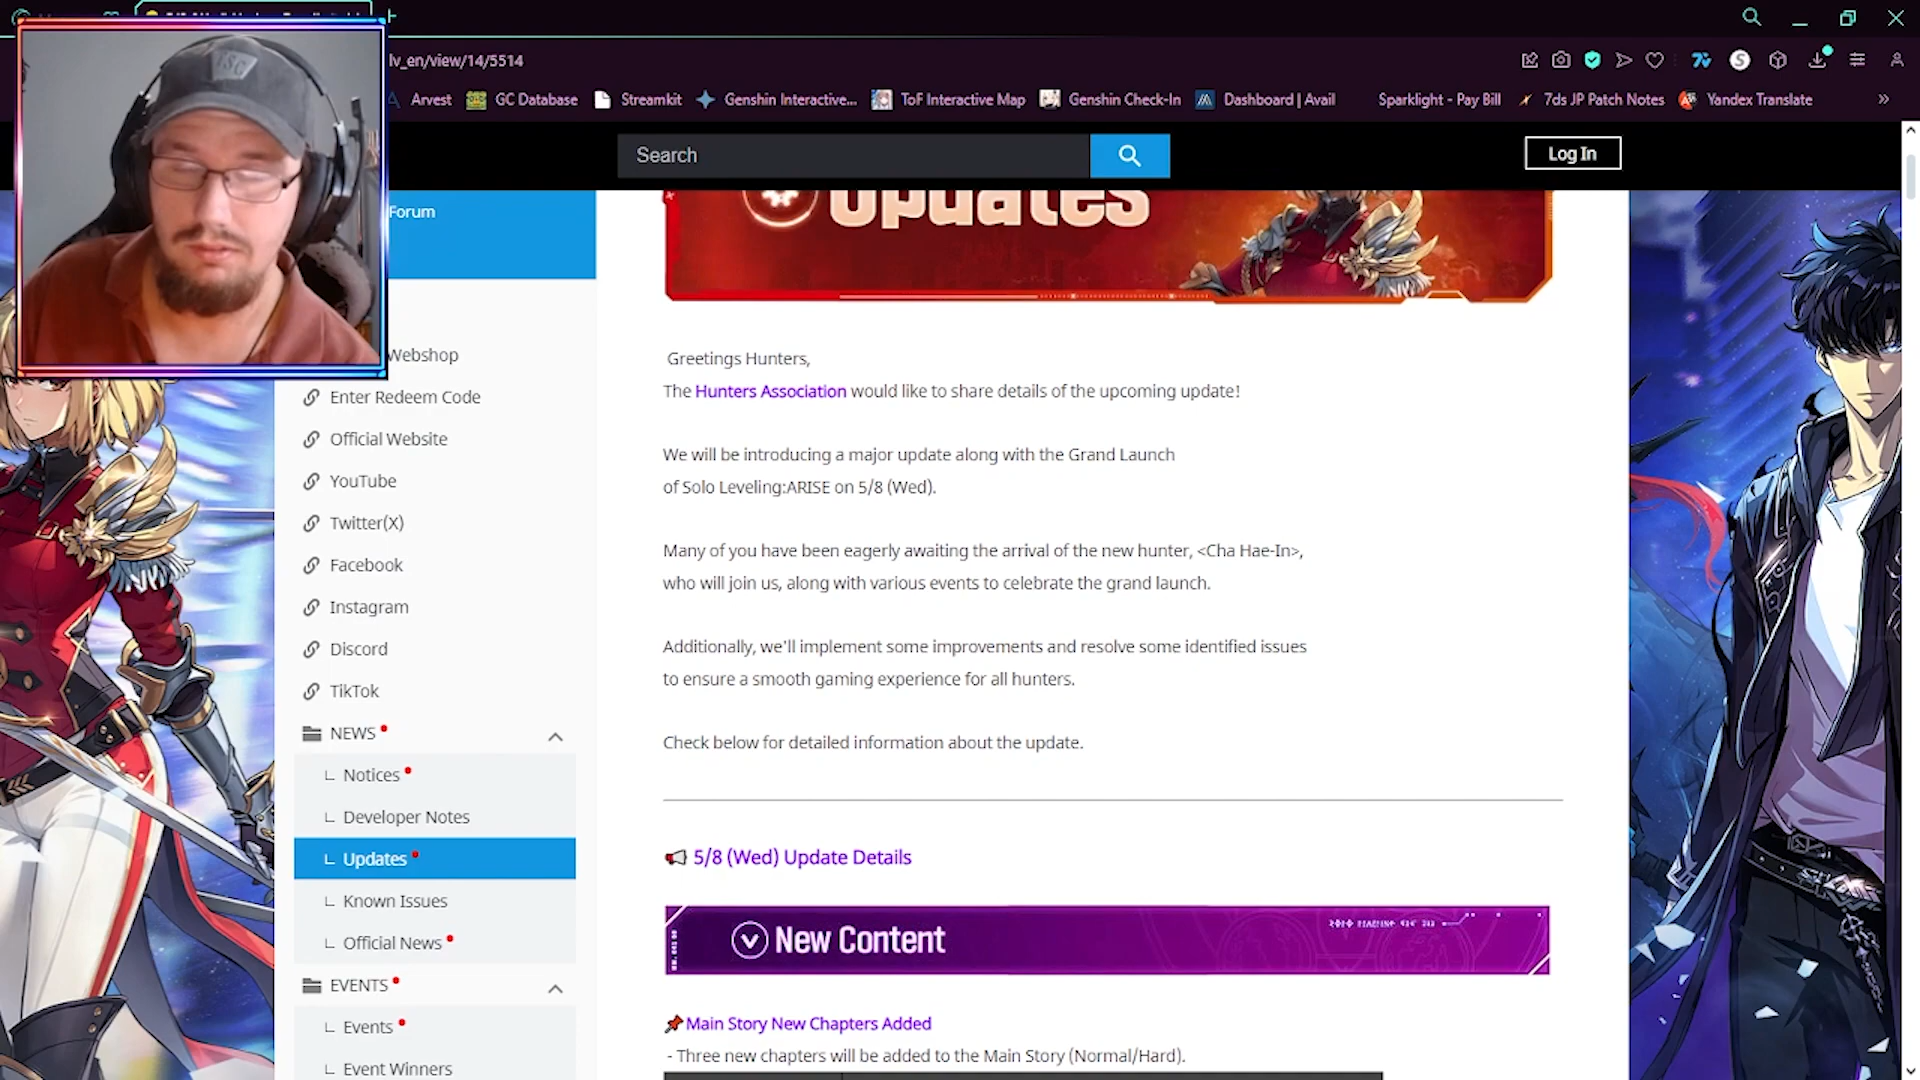 lv_en/view/14/5514
Arvest
GC Database
Streamkit
Genshin Interactive...
ToF Interactive Map
Genshin Check-In
Dashboard | Avail
Sparklight - Pay Bill
7ds JP Patch Notes
Yandex Translate
»
Search
Log In
Forum
Updates
Webshop
Enter Redeem Code
Official Website
YouTube
Twitter(X)
Facebook
Instagram
Discord
TikTok
NEWS
Notices
Developer Notes
Updates
Known Issues
Official News
EVENTS
Events
Event Winners
Greetings Hunters,
The Hunters Association would like to share details of the upcoming update!
We will be introducing a major update along with the Grand Launch
of Solo Leveling:ARISE on 5/8 (Wed).
Many of you have been eagerly awaiting the arrival of the new hunter, <Cha Hae-In>,
who will join us, along with various events to celebrate the grand launch.
Additionally, we'll implement some improvements and resolve some identified issues
to ensure a smooth gaming experience for all hunters.
Check below for detailed information about the update.
5/8 (Wed) Update Details
New Content
Main Story New Chapters Added
- Three new chapters will be added to the Main Story (Normal/Hard).